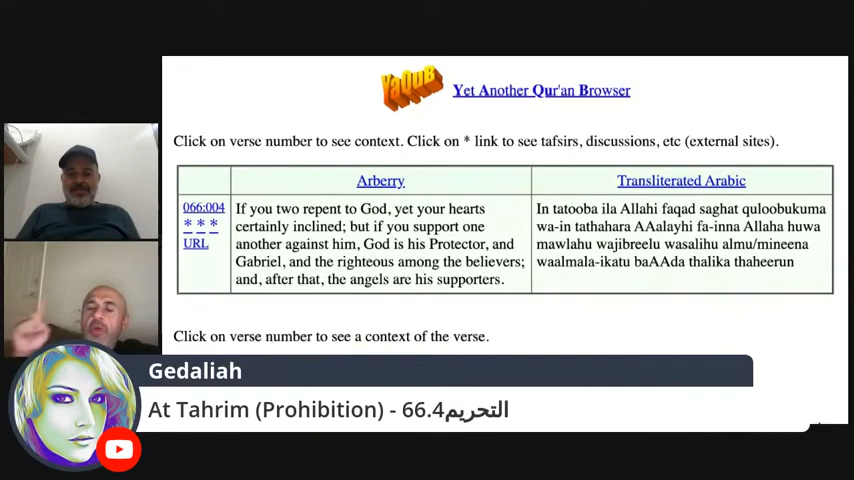 YaQuB
Yet Another Qur'an Browser
Click on verse number to see context. Click on * link to see tafsirs, discussions, etc (external sites).
Arberry
Transliterated Arabic
066:004
* * *
URL
If you two repent to God, yet your hearts
certainly inclined; but if you support one
another against him, God is his Protector, and
Gabriel, and the righteous among the believers;
and, after that, the angels are his supporters.
In tatooba ila Allahi faqad saghat quloobukuma
wa-in tathahara AAalayhi fa-inna Allaha huwa
mawlahu wajibreelu wasalihu almu/mineena
waalmala-ikatu baAAda thalika thaheerun
Click on verse number to see a context of the verse.
Gedaliah
At Tahrim (Prohibition) - 66.4التحريم